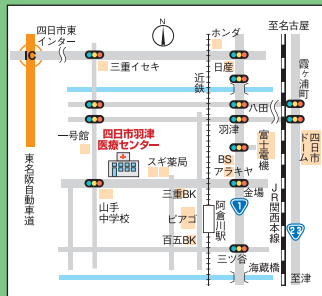 四日市東
インター
IC
N
ホンダ
至名古屋
三重イセキ
日産
近鉄
霞ヶ浦町
八田
一号館
四日市羽津
医療センター
羽津
富士電機
四日市
ドーム
スギ薬局
BS
アラキヤ
東名阪自動車道
三重BK
金場
山手
中学校
ピアゴ
阿倉川駅
1
JR関西本線
23
百五BK
三ツ谷
海蔵橋
至津